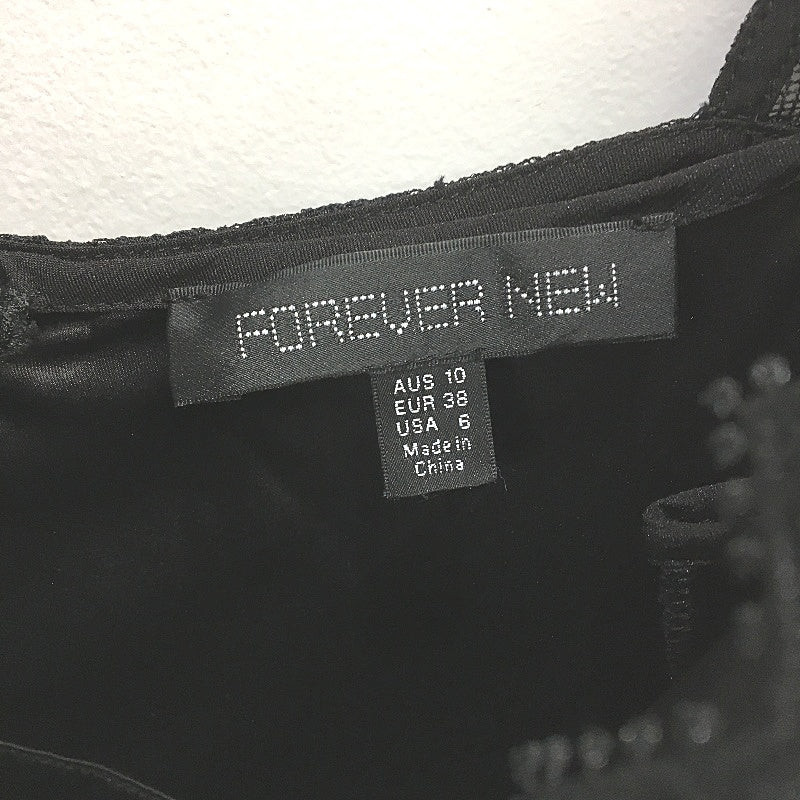 FOREVER NEW
AUS 10
EUR 38
USA 6
Made in
China